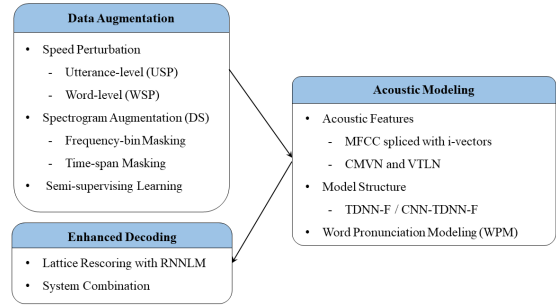 Data Augmentation
• Speed Perturbation
- Utterance-level (USP)
- Word-level (WSP)
• Spectrogram Augmentation (DS)
- Frequency-bin Masking
- Time-span Masking
• Semi-supervising Learning
Acoustic Modeling
• Acoustic Features
- MFCC spliced with i-vectors
- CMVN and VTLN
• Model Structure
- TDNN-F / CNN-TDNN-F
• Word Pronunciation Modeling (WPM)
Enhanced Decoding
• Lattice Rescoring with RNNLM
• System Combination